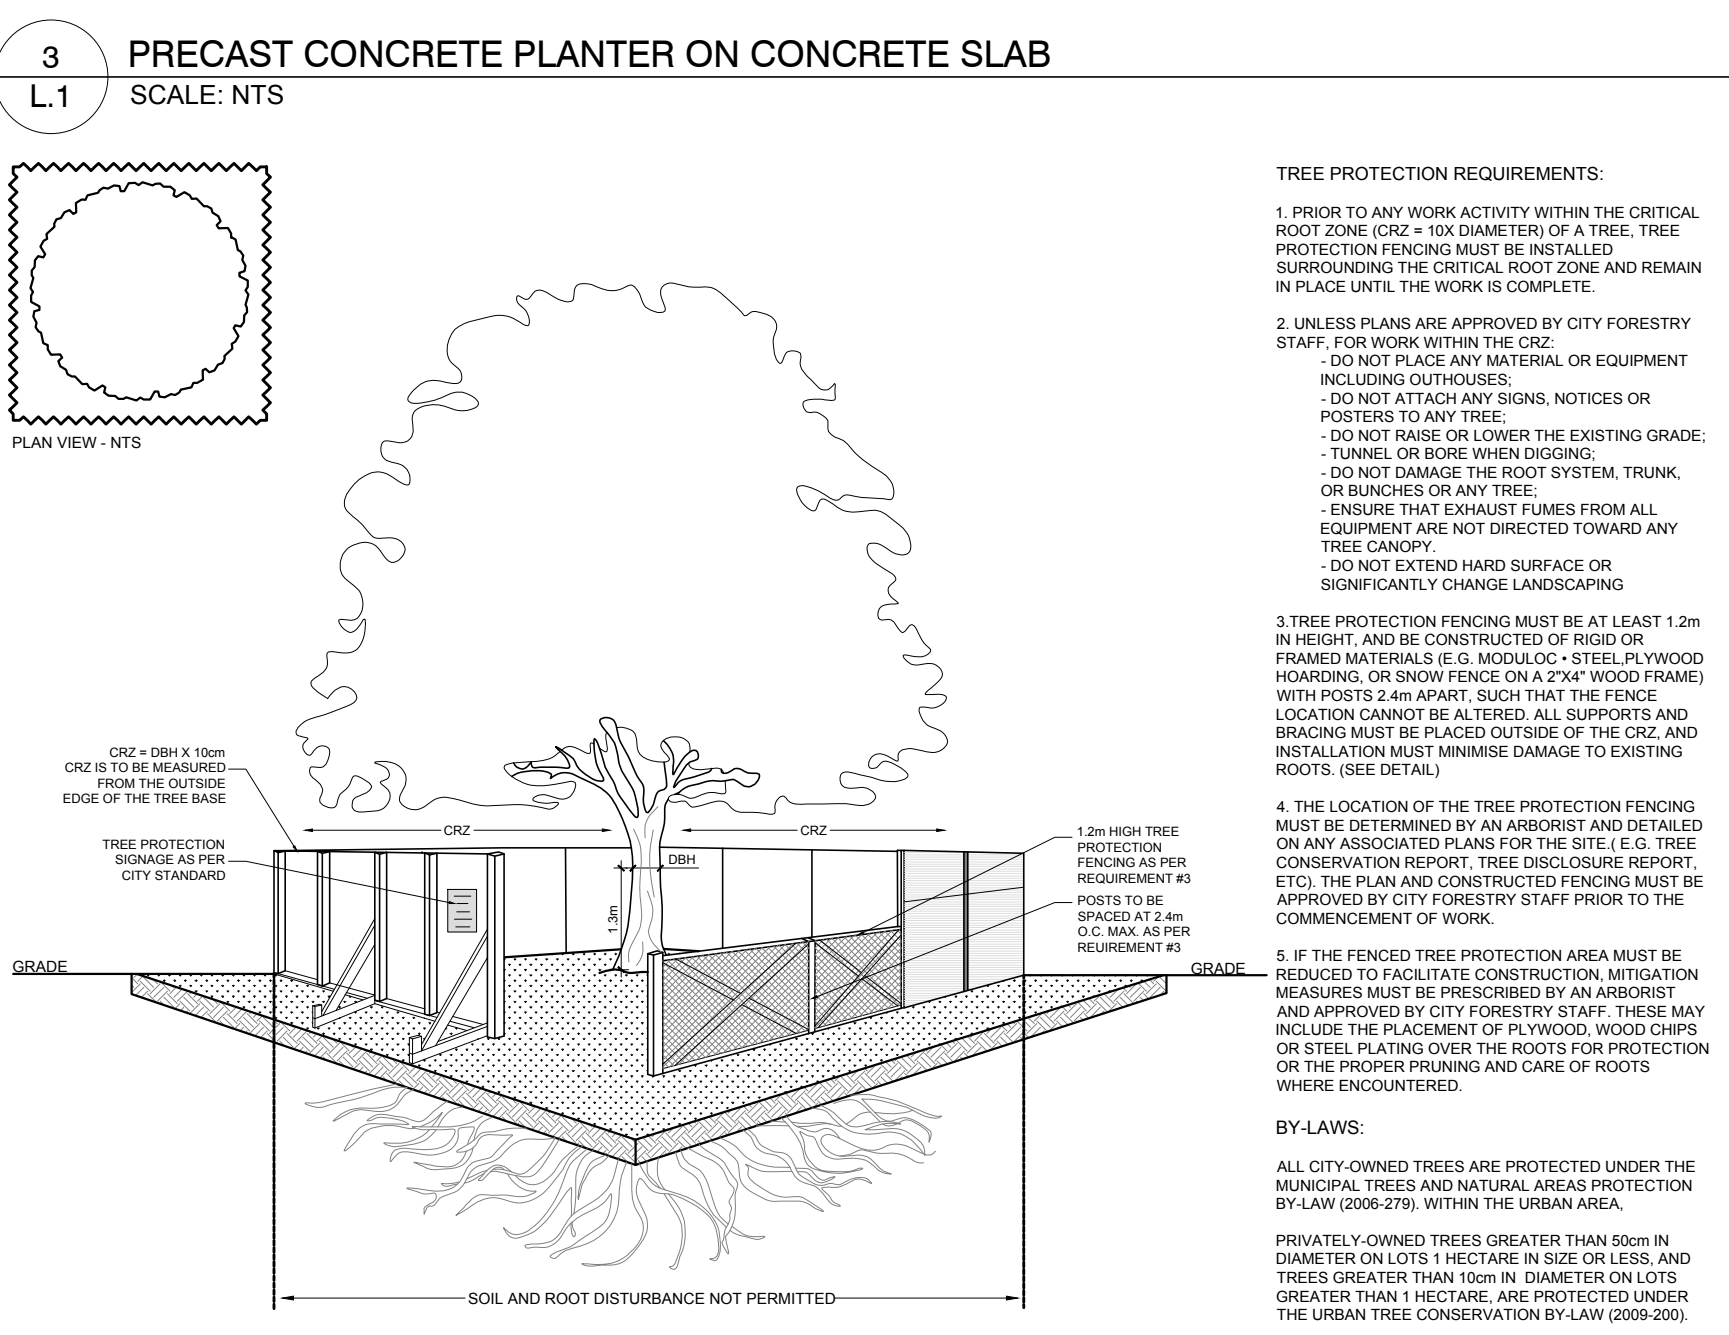 3
L.1
PRECAST CONCRETE PLANTER ON CONCRETE SLAB
SCALE: NTS
PLAN VIEW - NTS
CRZ = DBH X 10cm
CRZ IS TO BE MEASURED
FROM THE OUTSIDE
EDGE OF THE TREE BASE
TREE PROTECTION
SIGNAGE AS PER
CITY STANDARD
CRZ
CRZ
DBH
1.3m
1.2m HIGH TREE
PROTECTION
FENCING AS PER
REQUIREMENT #3
POSTS TO BE
SPACED AT 2.4m
O.C. MAX. AS PER
REUIREMENT #3
GRADE
GRADE
SOIL AND ROOT DISTURBANCE NOT PERMITTED
TREE PROTECTION REQUIREMENTS:
1. PRIOR TO ANY WORK ACTIVITY WITHIN THE CRITICAL
ROOT ZONE (CRZ = 10X DIAMETER) OF A TREE, TREE
PROTECTION FENCING MUST BE INSTALLED
SURROUNDING THE CRITICAL ROOT ZONE AND REMAIN
IN PLACE UNTIL THE WORK IS COMPLETE.
2. UNLESS PLANS ARE APPROVED BY CITY FORESTRY
STAFF, FOR WORK WITHIN THE CRZ:
- DO NOT PLACE ANY MATERIAL OR EQUIPMENT
INCLUDING OUTHOUSES;
- DO NOT ATTACH ANY SIGNS, NOTICES OR
POSTERS TO ANY TREE;
- DO NOT RAISE OR LOWER THE EXISTING GRADE;
- TUNNEL OR BORE WHEN DIGGING;
- DO NOT DAMAGE THE ROOT SYSTEM, TRUNK,
OR BUNCHES OR ANY TREE;
- ENSURE THAT EXHAUST FUMES FROM ALL
EQUIPMENT ARE NOT DIRECTED TOWARD ANY
TREE CANOPY.
- DO NOT EXTEND HARD SURFACE OR
SIGNIFICANTLY CHANGE LANDSCAPING
3.TREE PROTECTION FENCING MUST BE AT LEAST 1.2m
IN HEIGHT, AND BE CONSTRUCTED OF RIGID OR
FRAMED MATERIALS (E.G. MODULOC • STEEL,PLYWOOD
HOARDING, OR SNOW FENCE ON A 2"X4" WOOD FRAME)
WITH POSTS 2.4m APART, SUCH THAT THE FENCE
LOCATION CANNOT BE ALTERED. ALL SUPPORTS AND
BRACING MUST BE PLACED OUTSIDE OF THE CRZ, AND
INSTALLATION MUST MINIMISE DAMAGE TO EXISTING
ROOTS. (SEE DETAIL)
4. THE LOCATION OF THE TREE PROTECTION FENCING
MUST BE DETERMINED BY AN ARBORIST AND DETAILED
ON ANY ASSOCIATED PLANS FOR THE SITE.( E.G. TREE
CONSERVATION REPORT, TREE DISCLOSURE REPORT,
ETC). THE PLAN AND CONSTRUCTED FENCING MUST BE
APPROVED BY CITY FORESTRY STAFF PRIOR TO THE
COMMENCEMENT OF WORK.
5. IF THE FENCED TREE PROTECTION AREA MUST BE
REDUCED TO FACILITATE CONSTRUCTION, MITIGATION
MEASURES MUST BE PRESCRIBED BY AN ARBORIST
AND APPROVED BY CITY FORESTRY STAFF. THESE MAY
INCLUDE THE PLACEMENT OF PLYWOOD, WOOD CHIPS
OR STEEL PLATING OVER THE ROOTS FOR PROTECTION
OR THE PROPER PRUNING AND CARE OF ROOTS
WHERE ENCOUNTERED.
BY-LAWS:
ALL CITY-OWNED TREES ARE PROTECTED UNDER THE
MUNICIPAL TREES AND NATURAL AREAS PROTECTION
BY-LAW (2006-279). WITHIN THE URBAN AREA,
PRIVATELY-OWNED TREES GREATER THAN 50cm IN
DIAMETER ON LOTS 1 HECTARE IN SIZE OR LESS, AND
TREES GREATER THAN 10cm IN DIAMETER ON LOTS
GREATER THAN 1 HECTARE, ARE PROTECTED UNDER
THE URBAN TREE CONSERVATION BY-LAW (2009-200).